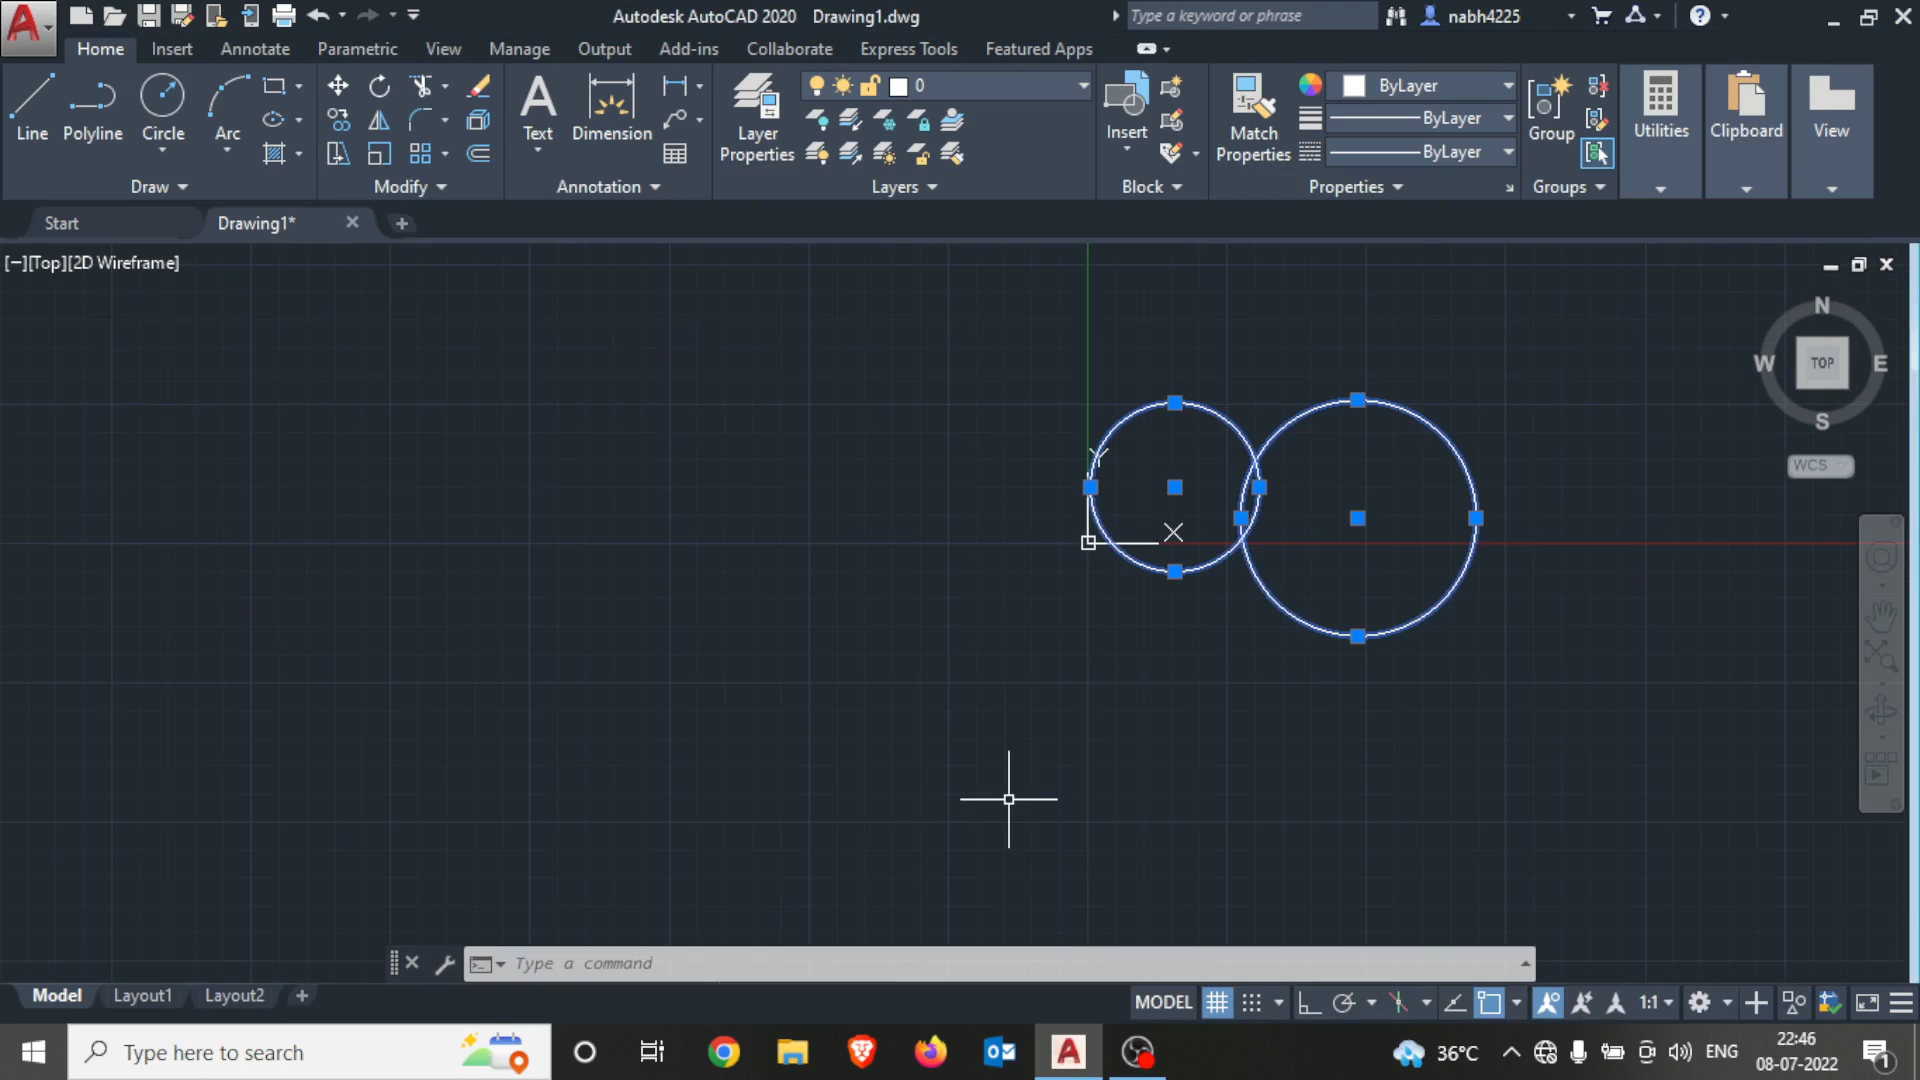 Autodesk AutoCAD 2020 Drawing1.dwg
Type a keyword or phrase
nabh4225
Home Insert Annotate Parametric View Manage Output Add-ins Collaborate Express Tools Featured Apps
Line Polyline Circle Arc
Draw
Modify
Text Dimension
Annotation
Layer Properties
0
Layers
Insert
Block
Match Properties
ByLayer
ByLayer
ByLayer
Properties
Group
Groups
Utilities
Clipboard
View
Start Drawing1*
[−][Top][2D Wireframe]
N
W TOP E
S
WCS
Y
X
Type a command
Model Layout1 Layout2
MODEL 1:1
Type here to search
36°C
ENG
22:46
08-07-2022
1